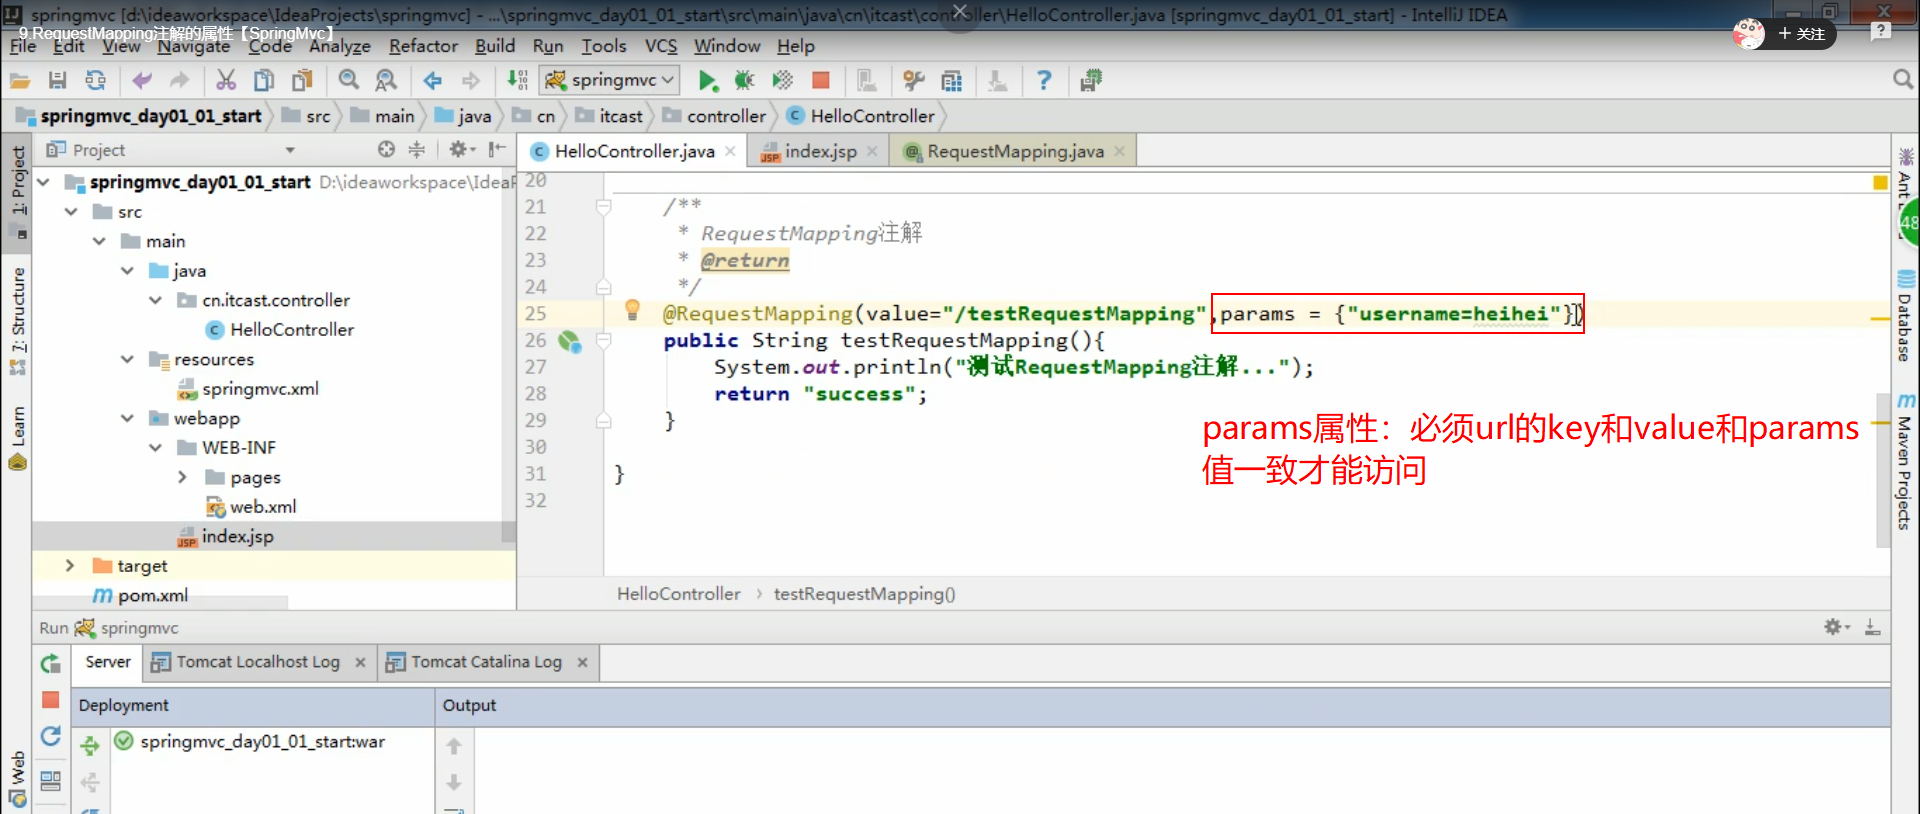 springmvc [d:\ideaworkspace\IdeaProjects\springmvc] - ...\springmvc_day01_01_start\src\main\java\cn\itcast\controller\HelloController.java [springmvc_day01_01_start] - IntelliJ IDEA
9.RequestMapping注解的属性【SpringMvc】
+ 关注
File Edit View Navigate Code Analyze Refactor Build Run Tools VCS Window Help
springmvc
springmvc_day01_01_start src main java cn itcast controller HelloController
Project
HelloController.java index.jsp RequestMapping.java
1: Project
7: Structure
Learn
Web
springmvc_day01_01_start D:\ideaworkspace\IdeaP
src
main
java
cn.itcast.controller
HelloController
resources
springmvc.xml
webapp
WEB-INF
pages
web.xml
index.jsp
target
pom.xml
20
21 /**
22 * RequestMapping注解
23 * @return
24 */
25 @RequestMapping(value="/testRequestMapping",params = {"username=heihei"})
26 public String testRequestMapping(){
27 System.out.println("测试RequestMapping注解...");
28 return "success";
29 }
30
31 }
32
params属性：必须url的key和value和params
值一致才能访问
HelloController › testRequestMapping()
Ant
48
Database
Maven Projects
Run springmvc
Server Tomcat Localhost Log Tomcat Catalina Log
Deployment Output
springmvc_day01_01_start:war